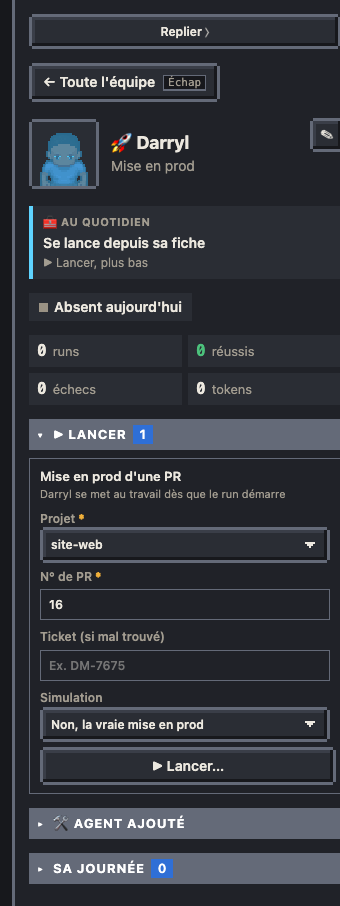 Replier ⟩
← Toute l'équipe Échap
🚀 Darryl
✎
Mise en prod
🧰 AU QUOTIDIEN
Se lance depuis sa fiche
▶ Lancer, plus bas
■ Absent aujourd'hui
0 runs
0 réussis
0 échecs
0 tokens
▾ ▶ LANCER 1
Mise en prod d'une PR
Darryl se met au travail dès que le run démarre
Projet *
site-web
N° de PR *
16
Ticket (si mal trouvé)
Ex. DM-7675
Simulation
Non, la vraie mise en prod
▶ Lancer...
▸ 🛠 AGENT AJOUTÉ
▸ SA JOURNÉE 0